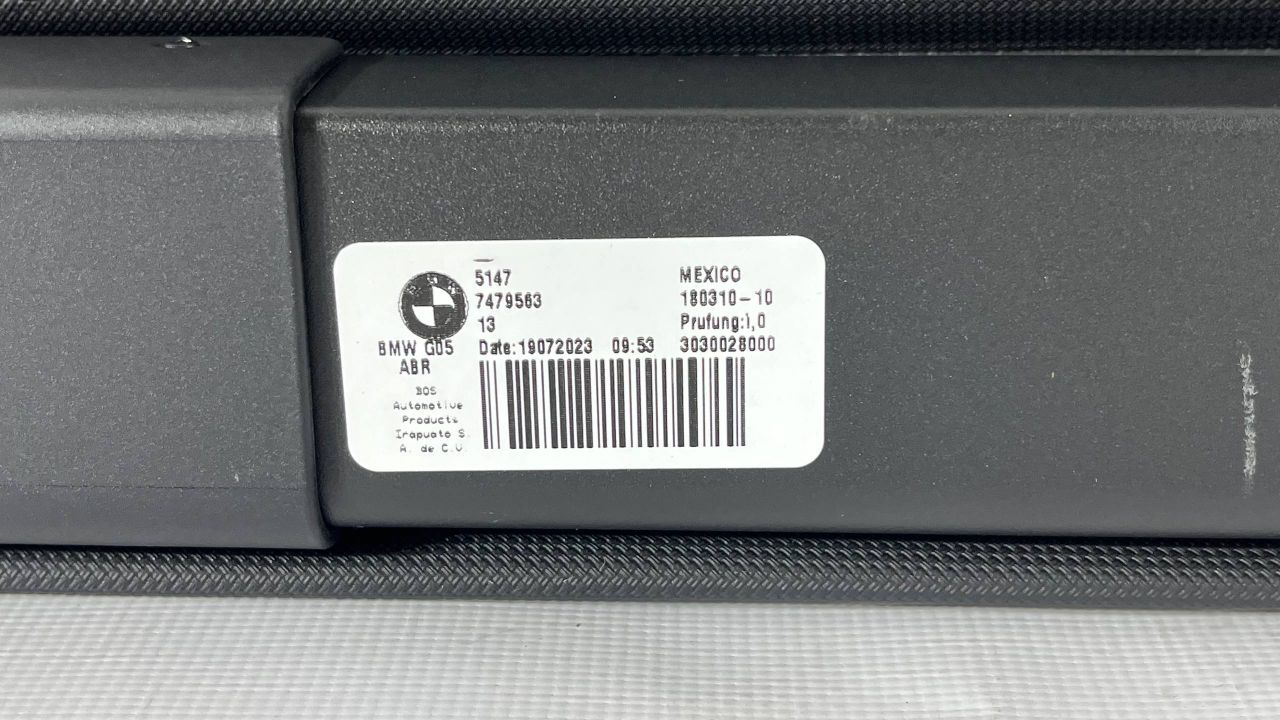 5147
7479563
13
MEXICO
180310-10
Prufung:1,0
BMW G05
ABR
Date:19072023 09:53 3030028000
BOS
Automotive
Products
Irapuato S.
A. de C.V.